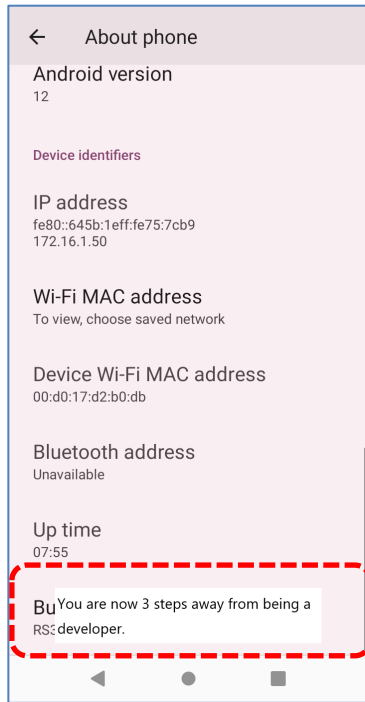 About phone
Android version
12
Device identifiers
IP address
fe80::645b:1eff:fe75:7cb9
172.16.1.50
Wi-Fi MAC address
To view, choose saved network
Device Wi-Fi MAC address
00:d0:17:d2:b0:db
Bluetooth address
Unavailable
Up time
07:55
Bu You are now 3 steps away from being a
RS3 developer.